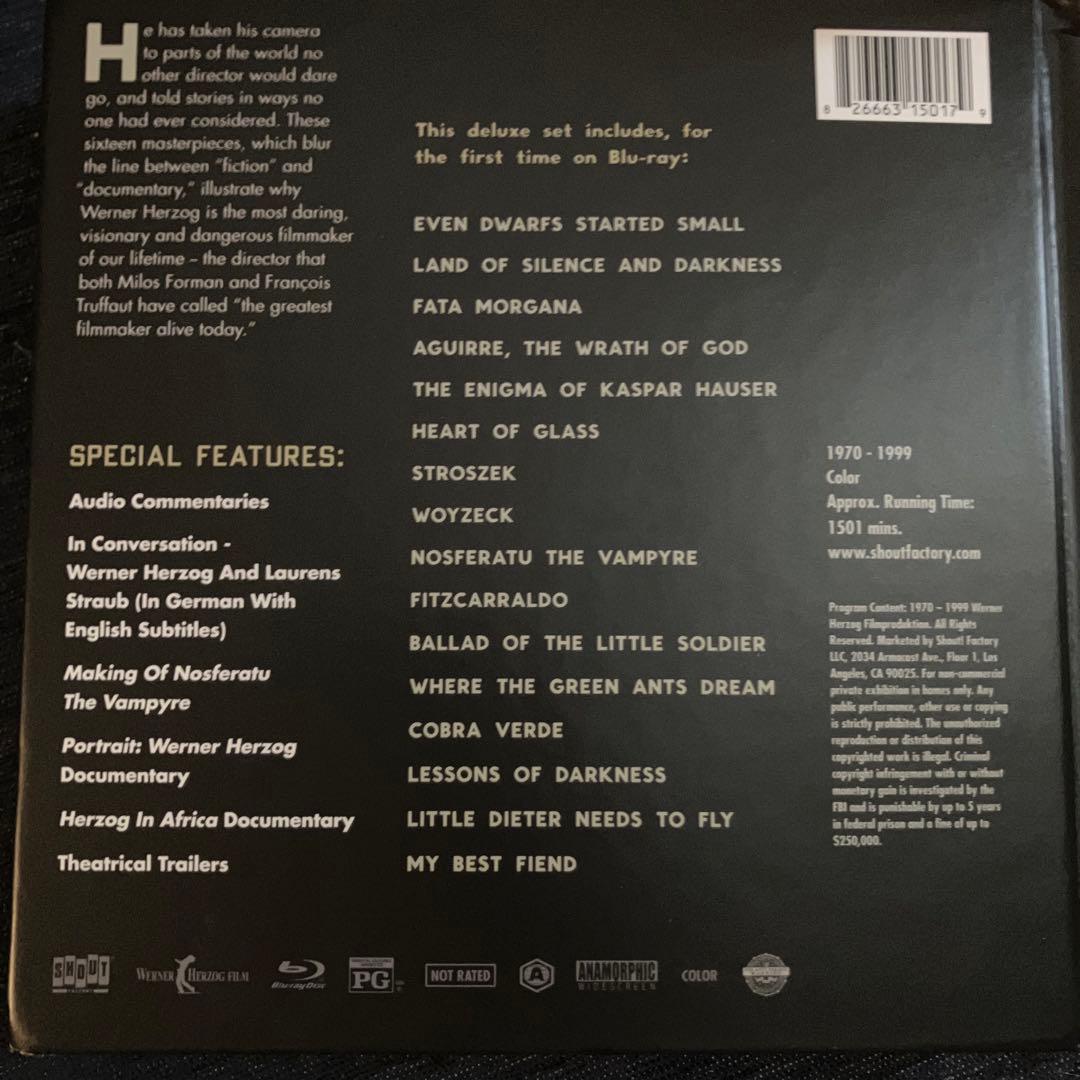 He has taken his camera
to parts of the world no
other director would dare
go, and told stories in ways no
one had ever considered. These
sixteen masterpieces, which blur
the line between “fiction” and
“documentary,” illustrate why
Werner Herzog is the most daring,
visionary and dangerous filmmaker
of our lifetime – the director that
both Milos Forman and François
Truffaut have called “the greatest
filmmaker alive today.”
SPECIAL FEATURES:
Audio Commentaries
In Conversation -
Werner Herzog And Laurens
Straub (In German With
English Subtitles)
Making Of Nosferatu
The Vampyre
Portrait: Werner Herzog
Documentary
Herzog In Africa Documentary
Theatrical Trailers
This deluxe set includes, for
the first time on Blu-ray:
EVEN DWARFS STARTED SMALL
LAND OF SILENCE AND DARKNESS
FATA MORGANA
AGUIRRE, THE WRATH OF GOD
THE ENIGMA OF KASPAR HAUSER
HEART OF GLASS
STROSZEK
WOYZECK
NOSFERATU THE VAMPYRE
FITZCARRALDO
BALLAD OF THE LITTLE SOLDIER
WHERE THE GREEN ANTS DREAM
COBRA VERDE
LESSONS OF DARKNESS
LITTLE DIETER NEEDS TO FLY
MY BEST FIEND
8 26663 15017 9
1970 - 1999
Color
Approx. Running Time:
1501 mins.
www.shoutfactory.com
Program Content: 1970 – 1999 Werner
Herzog Filmproduktion. All Rights
Reserved. Marketed by Shout! Factory
LLC, 2034 Armacost Ave., Floor 1, Los
Angeles, CA 90025. For non-commercial
private exhibition in homes only. Any
public performance, other use or copying
is strictly prohibited. The unauthorized
reproduction or distribution of this
copyrighted work is illegal. Criminal
copyright infringement with or without
monetary gain is investigated by the
FBI and is punishable by up to 5 years
in federal prison and a fine of up to
$250,000.
SHOUT
FACTORY
WERNER HERZOG FILM
Blu-ray Disc
PG
NOT RATED
A
ANAMORPHIC
WIDESCREEN
COLOR